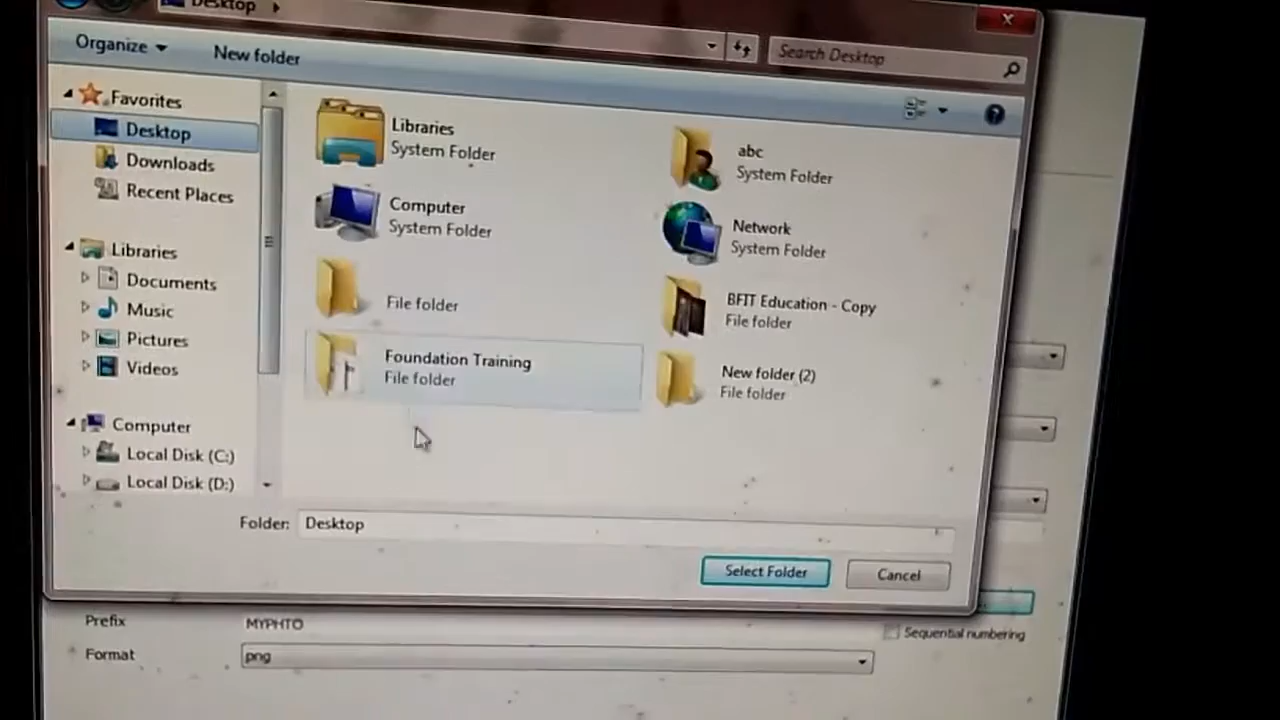 Desktop
Organize
New folder
Search Desktop
Favorites
Desktop
Downloads
Recent Places
Libraries
Documents
Music
Pictures
Videos
Computer
Local Disk (C:)
Local Disk (D:)
Libraries
System Folder
abc
System Folder
Computer
System Folder
Network
System Folder
File folder
BFIT Education - Copy
File folder
Foundation Training
File folder
New folder (2)
File folder
Folder: Desktop
Select Folder
Cancel
Prefix MYPHTO
Sequential numbering
Format png